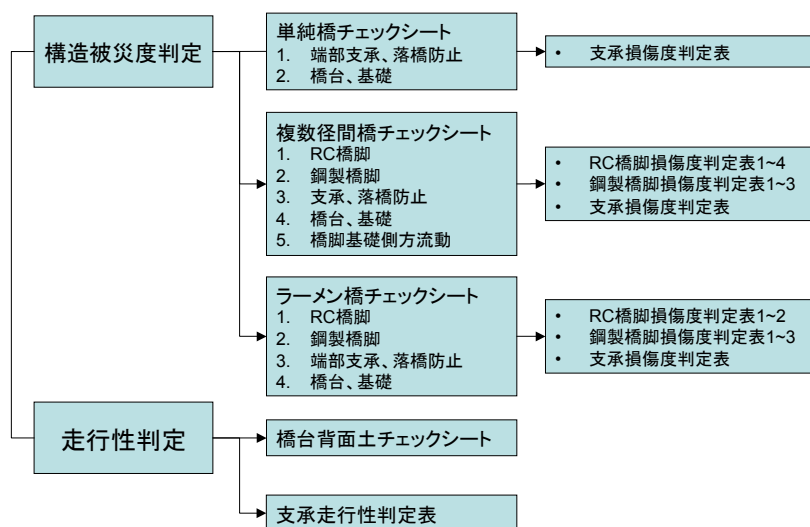 構造被災度判定
単純橋チェックシート
1. 端部支承、落橋防止
2. 橋台、基礎
• 支承損傷度判定表
複数径間橋チェックシート
1. RC橋脚
2. 鋼製橋脚
3. 支承、落橋防止
4. 橋台、基礎
5. 橋脚基礎側方流動
• RC橋脚損傷度判定表1~4
• 鋼製橋脚損傷度判定表1~3
• 支承損傷度判定表
ラーメン橋チェックシート
1. RC橋脚
2. 鋼製橋脚
3. 端部支承、落橋防止
4. 橋台、基礎
• RC橋脚損傷度判定表1~2
• 鋼製橋脚損傷度判定表1~3
• 支承損傷度判定表
走行性判定
橋台背面土チェックシート
支承走行性判定表